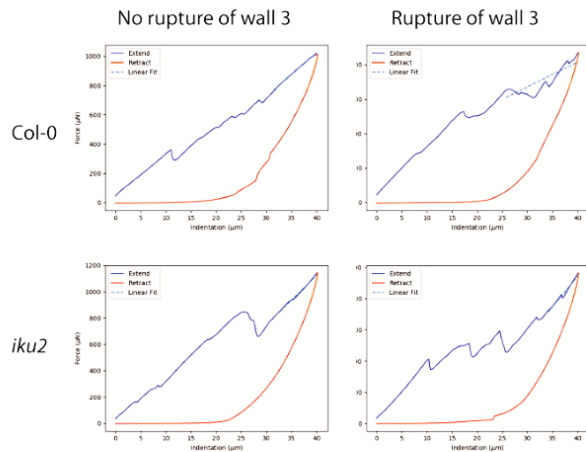 No rupture of wall 3
Rupture of wall 3
Col-0
Extend
Retract
Linear Fit
1000
800
600
400
200
0
Force (μN)
0 5 10 15 20 25 30 35 40
Indentation (μm)
Extend
Retract
Linear Fit
0 5 10 15 20 25 30 35 40
Indentation (μm)
iku2
Extend
Retract
Linear Fit
1200
1000
800
600
400
200
0
Force (μN)
0 5 10 15 20 25 30 35 40
Indentation (μm)
Extend
Retract
Linear Fit
0 5 10 15 20 25 30 35 40
Indentation (μm)